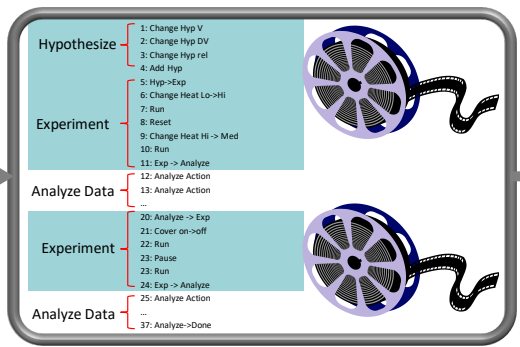 Hypothesize
1: Change Hyp V
2: Change Hyp DV
3: Change Hyp rel
4: Add Hyp
Experiment
5: Hyp->Exp
6: Change Heat Lo->Hi
7: Run
8: Reset
9: Change Heat Hi -> Med
10: Run
11: Exp -> Analyze
Analyze Data
12: Analyze Action
13: Analyze Action
...
Experiment
20: Analyze -> Exp
21: Cover on->off
22: Run
23: Pause
23: Run
24: Exp -> Analyze
Analyze Data
25: Analyze Action
...
37: Analyze->Done